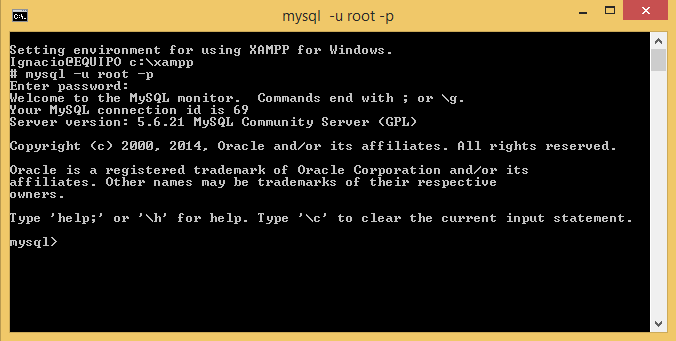 mysql -u root -p
Setting environment for using XAMPP for Windows.
Ignacio@EQUIPO c:\xampp
# mysql -u root -p
Enter password:
Welcome to the MySQL monitor.  Commands end with ; or \g.
Your MySQL connection id is 69
Server version: 5.6.21 MySQL Community Server (GPL)
Copyright (c) 2000, 2014, Oracle and/or its affiliates. All rights reserved.
Oracle is a registered trademark of Oracle Corporation and/or its
affiliates. Other names may be trademarks of their respective
owners.
Type 'help;' or '\h' for help. Type '\c' to clear the current input statement.
mysql>